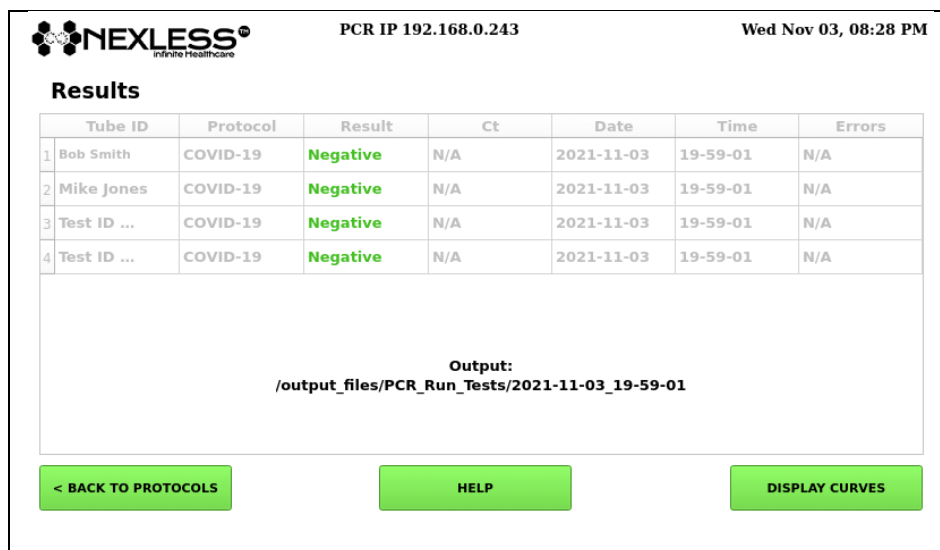 NEXLESS™ PCR IP 192.168.0.243 Wed Nov 03, 08:28 PM
infinite Healthcare
Results
Tube ID Protocol Result Ct Date Time Errors
1 Bob Smith COVID-19 Negative N/A 2021-11-03 19-59-01 N/A
2 Mike Jones COVID-19 Negative N/A 2021-11-03 19-59-01 N/A
3 Test ID ... COVID-19 Negative N/A 2021-11-03 19-59-01 N/A
4 Test ID ... COVID-19 Negative N/A 2021-11-03 19-59-01 N/A
Output:
/output_files/PCR_Run_Tests/2021-11-03_19-59-01
< BACK TO PROTOCOLS HELP DISPLAY CURVES